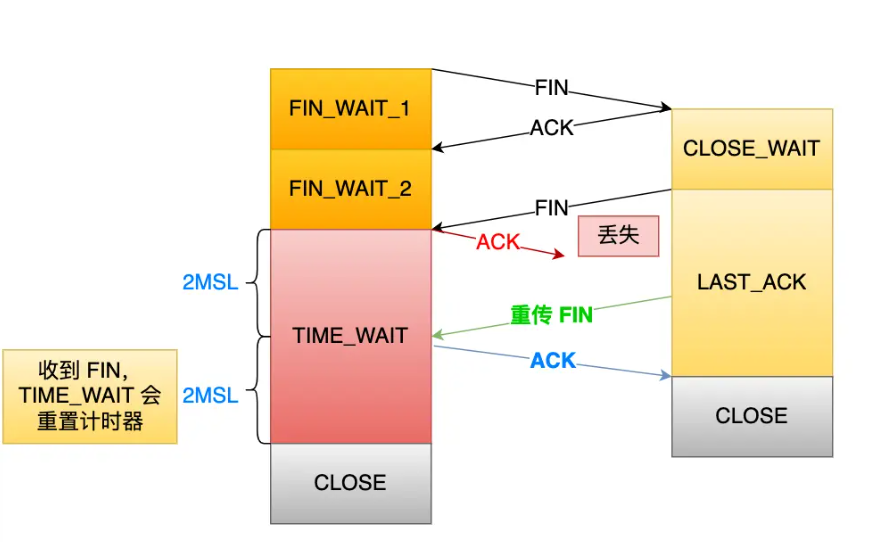 FIN_WAIT_1
FIN
ACK
CLOSE_WAIT
FIN_WAIT_2
FIN
ACK
丢失
2MSL
TIME_WAIT
LAST_ACK
重传 FIN
ACK
收到 FIN，
TIME_WAIT 会
重置计时器
2MSL
CLOSE
CLOSE